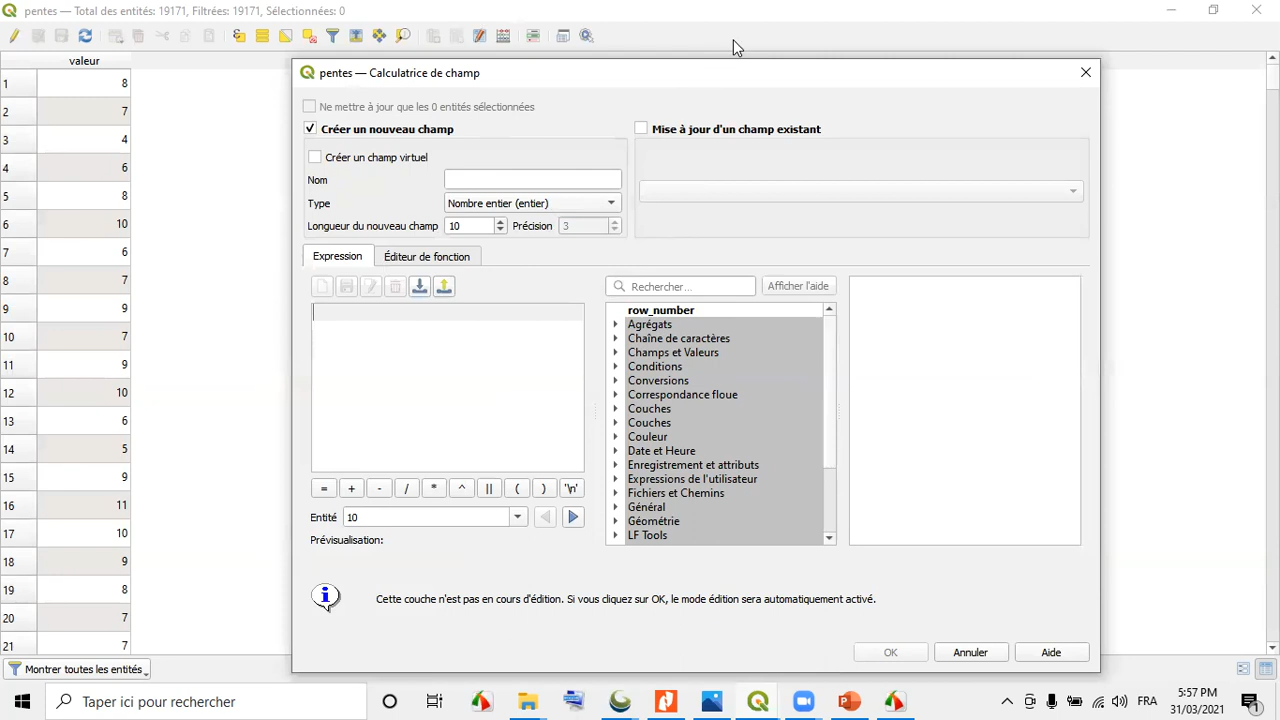 pentes — Total des entités: 19171, Filtrées: 19171, Sélectionnées: 0
valeur
1 8
2 7
3 4
4 6
5 8
6 10
7 6
8 7
9 9
10 7
11 9
12 10
13 6
14 5
15 9
16 11
17 10
18 9
19 8
20 7
21 7
Montrer toutes les entités
pentes — Calculatrice de champ
Ne mettre à jour que les 0 entités sélectionnées
Créer un nouveau champ
Créer un champ virtuel
Nom
Type Nombre entier (entier)
Longueur du nouveau champ 10 Précision 3
Mise à jour d'un champ existant
Expression Éditeur de fonction
= + - / * ^ || ( ) '\n'
Entité 10
Prévisualisation:
Rechercher... Afficher l'aide
row_number
Agrégats
Chaîne de caractères
Champs et Valeurs
Conditions
Conversions
Correspondance floue
Couches
Couches
Couleur
Date et Heure
Enregistrement et attributs
Expressions de l'utilisateur
Fichiers et Chemins
Général
Géométrie
LF Tools
Cette couche n'est pas en cours d'édition. Si vous cliquez sur OK, le mode édition sera automatiquement activé.
OK Annuler Aide
Taper ici pour rechercher
FRA
5:57 PM
31/03/2021